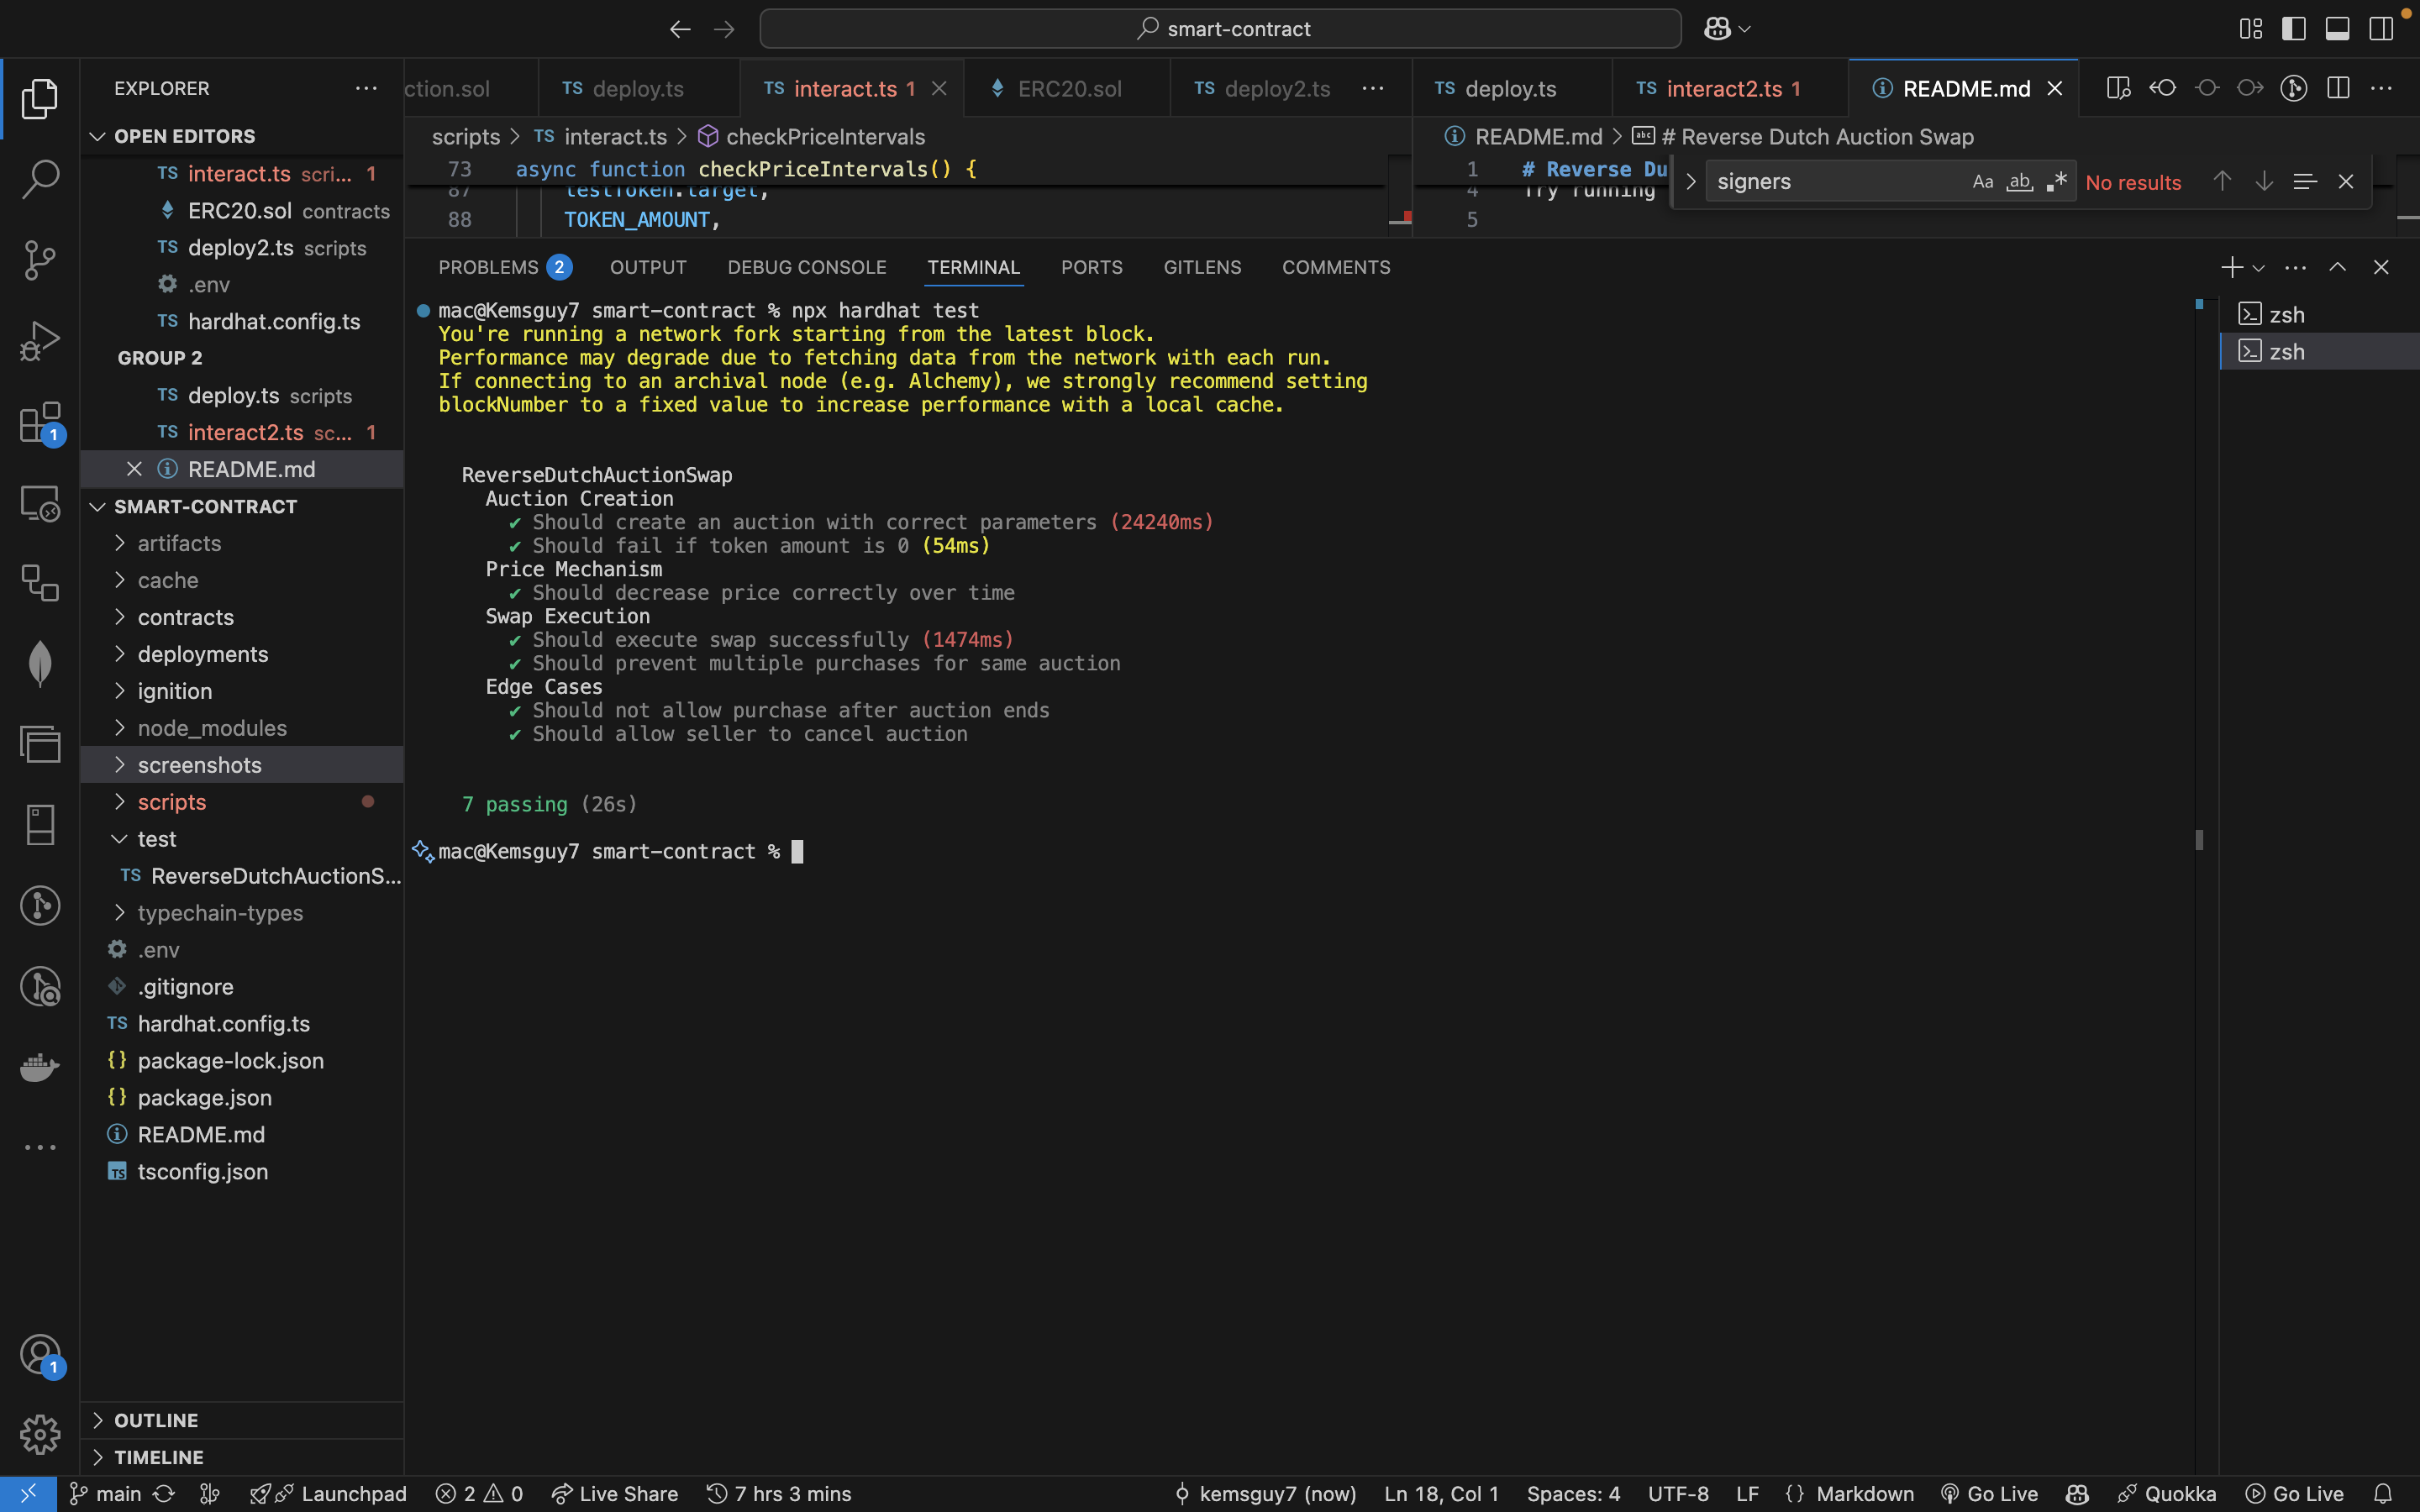 smart-contract
EXPLORER
ction.sol
TS deploy.ts
TS interact.ts 1
ERC20.sol
TS deploy2.ts
TS deploy.ts
TS interact2.ts 1
README.md
OPEN EDITORS
scripts > TS interact.ts > checkPriceIntervals
README.md > abc # Reverse Dutch Auction Swap
TS interact.ts scri... 1
ERC20.sol contracts
TS deploy2.ts scripts
.env
TS hardhat.config.ts
GROUP 2
TS deploy.ts scripts
TS interact2.ts sc... 1
README.md
SMART-CONTRACT
artifacts
cache
contracts
deployments
ignition
node_modules
screenshots
scripts
test
TS ReverseDutchAuctionS...
typechain-types
.env
.gitignore
TS hardhat.config.ts
{} package-lock.json
{} package.json
README.md
TS tsconfig.json
OUTLINE
TIMELINE
1
1
73 async function checkPriceIntervals() {
87 testToken.target,
88 TOKEN_AMOUNT,
1 # Reverse Du
4 Try running
5
signers
Aa ab .* No results
PROBLEMS 2 OUTPUT DEBUG CONSOLE TERMINAL PORTS GITLENS COMMENTS
zsh
zsh
mac@Kemsguy7 smart-contract % npx hardhat test
You're running a network fork starting from the latest block.
Performance may degrade due to fetching data from the network with each run.
If connecting to an archival node (e.g. Alchemy), we strongly recommend setting
blockNumber to a fixed value to increase performance with a local cache.
ReverseDutchAuctionSwap
Auction Creation
✔ Should create an auction with correct parameters (24240ms)
✔ Should fail if token amount is 0 (54ms)
Price Mechanism
✔ Should decrease price correctly over time
Swap Execution
✔ Should execute swap successfully (1474ms)
✔ Should prevent multiple purchases for same auction
Edge Cases
✔ Should not allow purchase after auction ends
✔ Should allow seller to cancel auction
7 passing (26s)
mac@Kemsguy7 smart-contract %
main Launchpad 2 0 Live Share 7 hrs 3 mins kemsguy7 (now) Ln 18, Col 1 Spaces: 4 UTF-8 LF {} Markdown Go Live Quokka Go Live